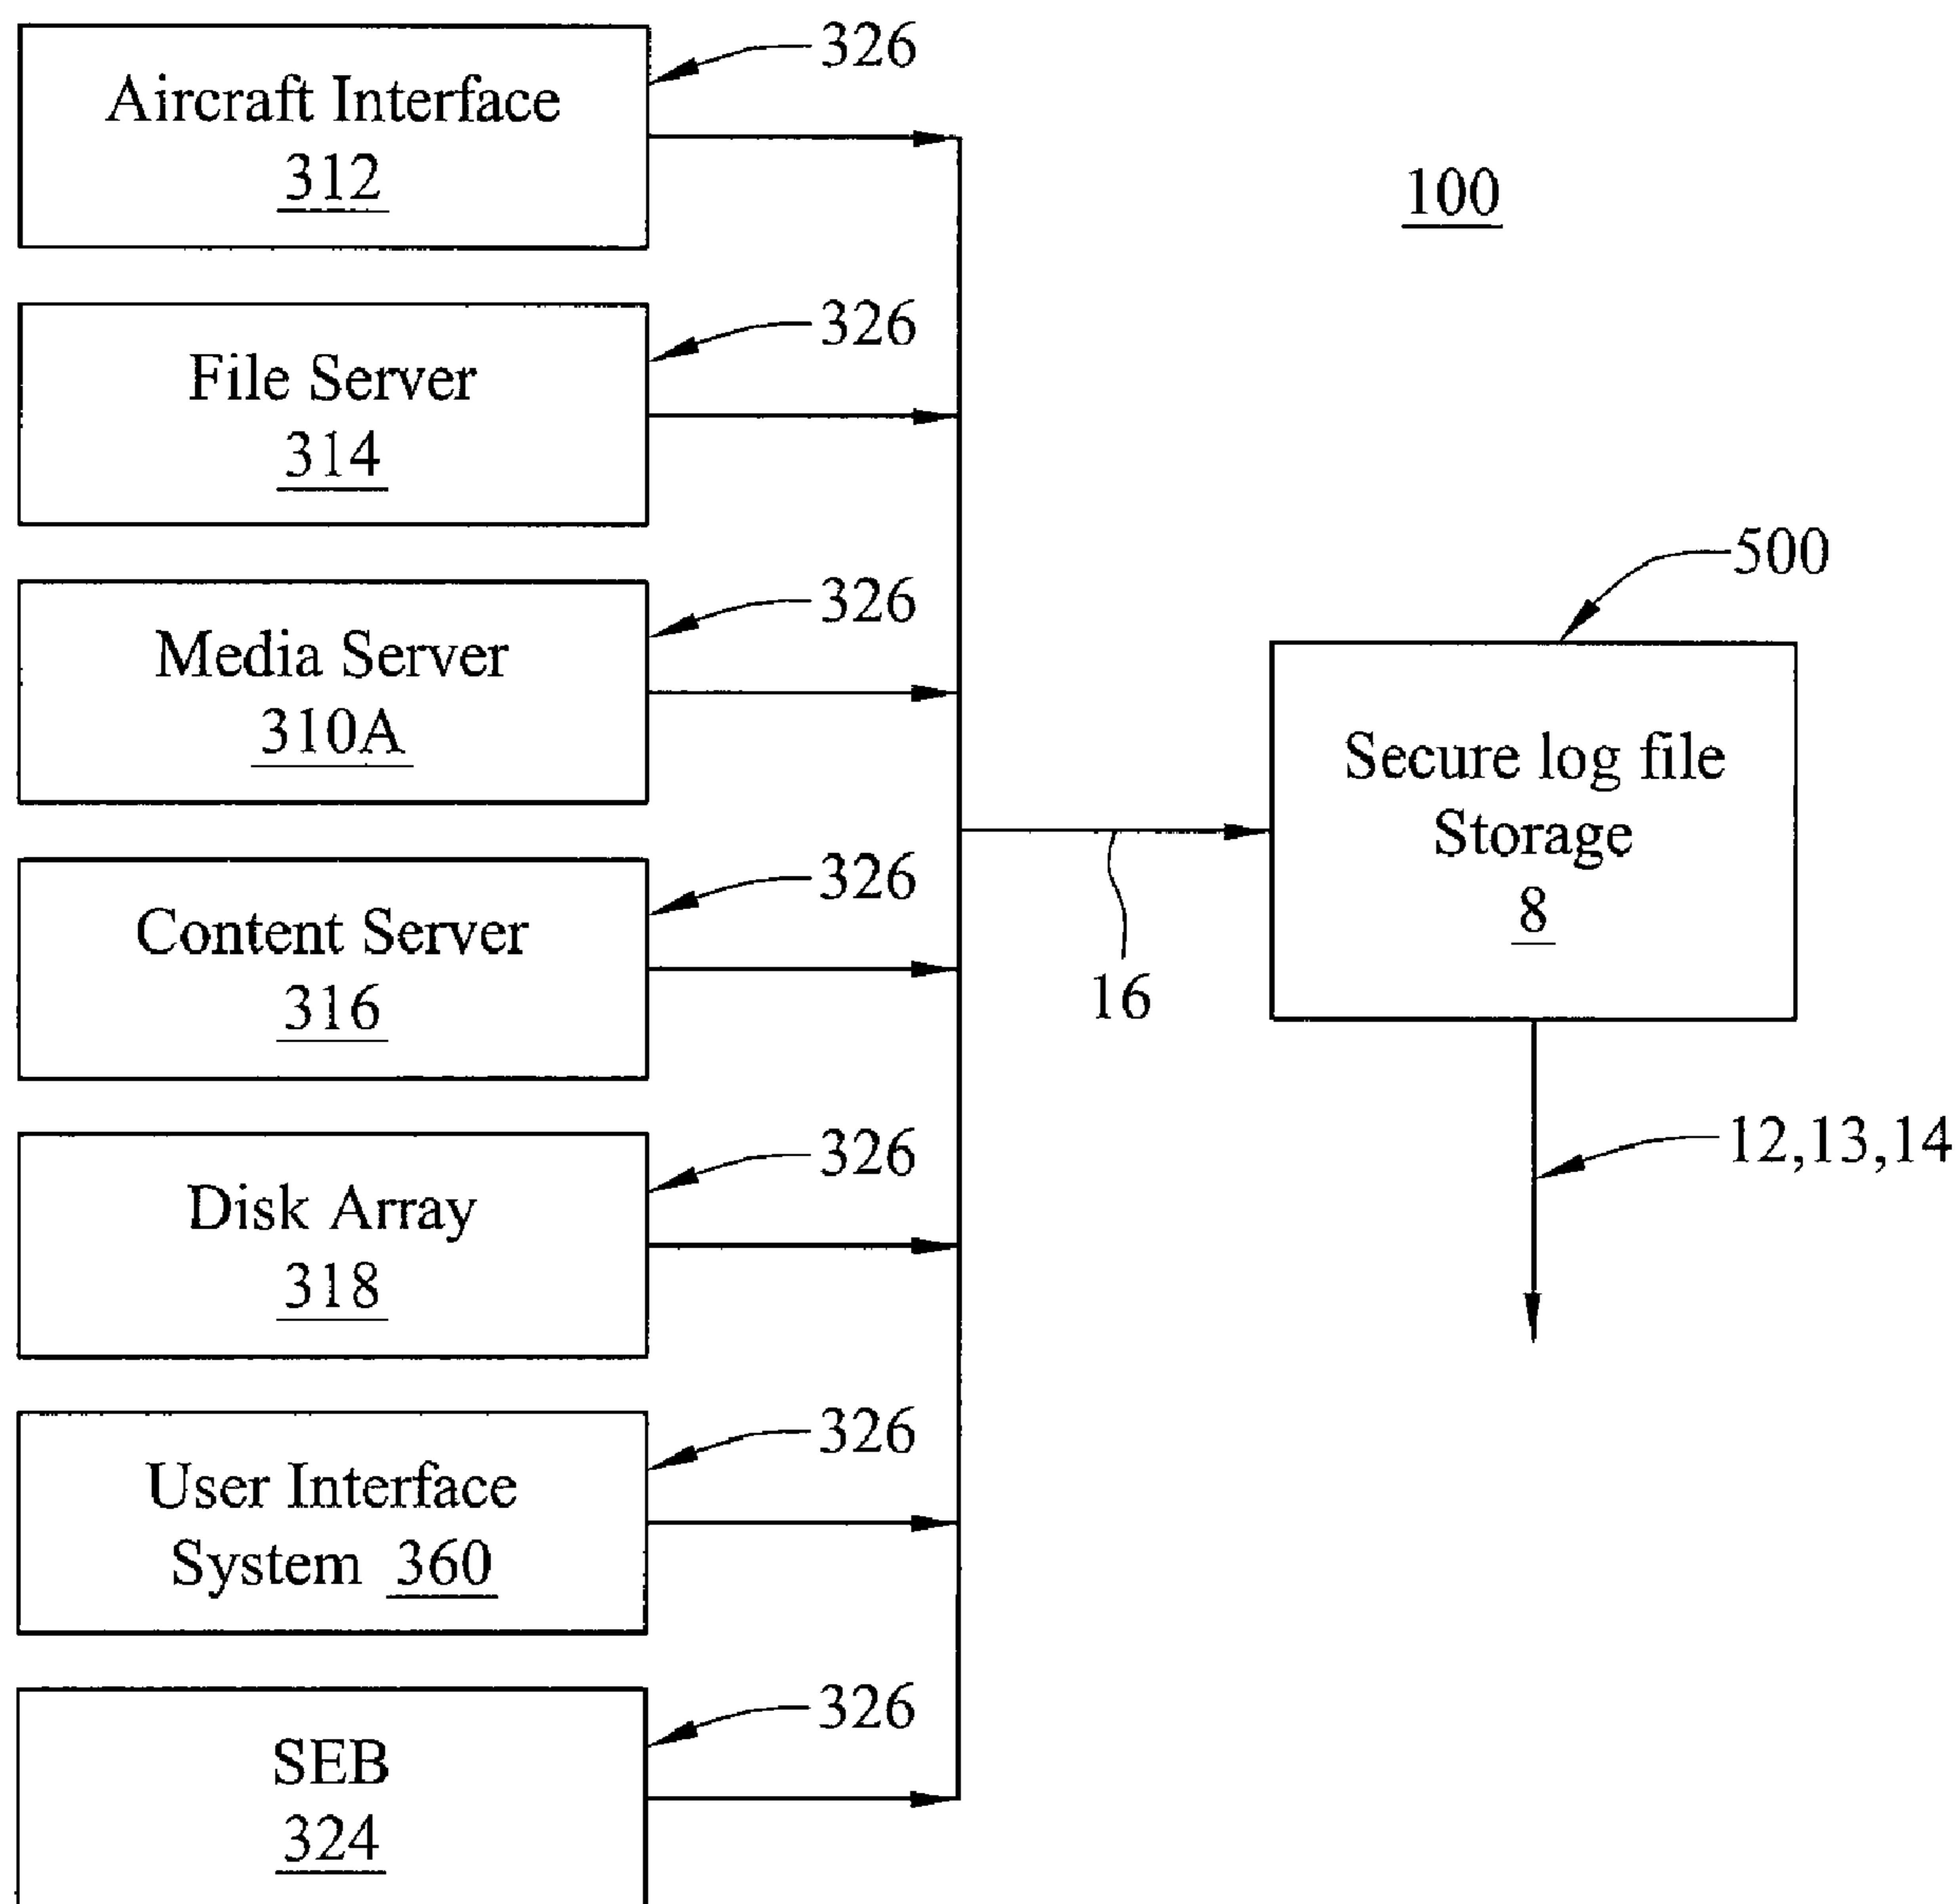 326
Aircraft Interface
312
100
326
File Server
314
326
Media Server
310A
500
Secure log file
Storage
8
326
Content Server
316
16
326
Disk Array
318
12,13,14
326
User Interface
System 360
326
SEB
324